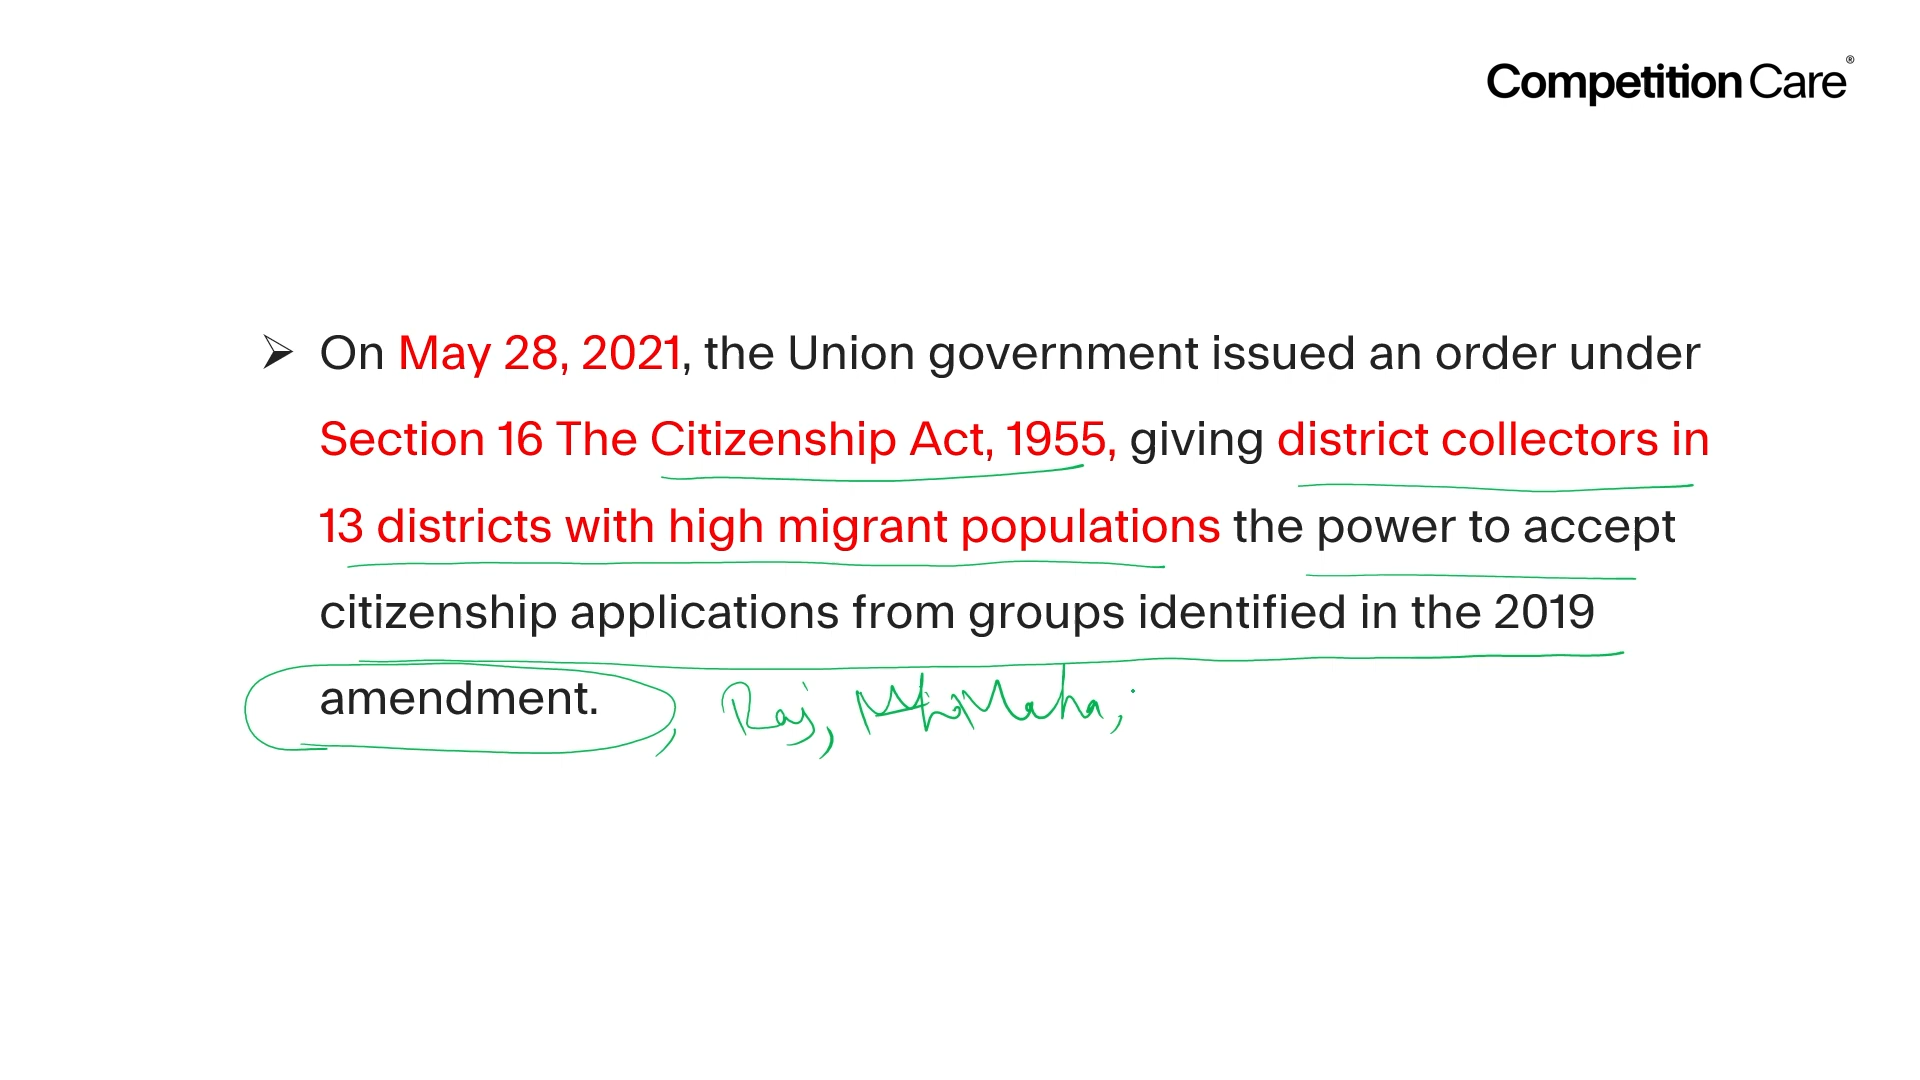 Competition Care®
➢ On May 28, 2021, the Union government issued an order under
Section 16 The Citizenship Act, 1955, giving district collectors in
13 districts with high migrant populations the power to accept
citizenship applications from groups identified in the 2019
amendment.
, Raj, Maha,